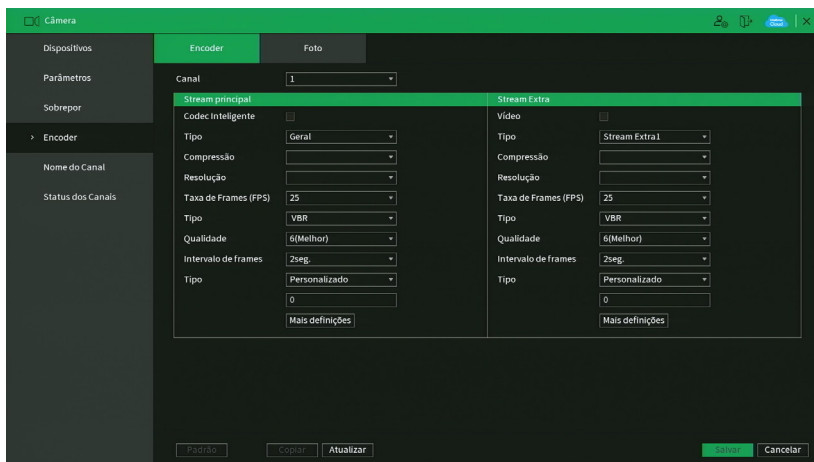 Câmera
Dispositivos
Parâmetros
Sobrepor
> Encoder
Nome do Canal
Status dos Canais
Encoder Foto
Canal 1
Stream principal Stream Extra
Codec Inteligente Vídeo
Tipo Geral Tipo Stream Extra1
Compressão Compressão
Resolução Resolução
Taxa de Frames (FPS) 25 Taxa de Frames (FPS) 25
Tipo VBR Tipo VBR
Qualidade 6(Melhor) Qualidade 6(Melhor)
Intervalo de frames 2seg. Intervalo de frames 2seg.
Tipo Personalizado Tipo Personalizado
0 0
Mais definições Mais definições
Padrão Copiar Atualizar Salvar Cancelar